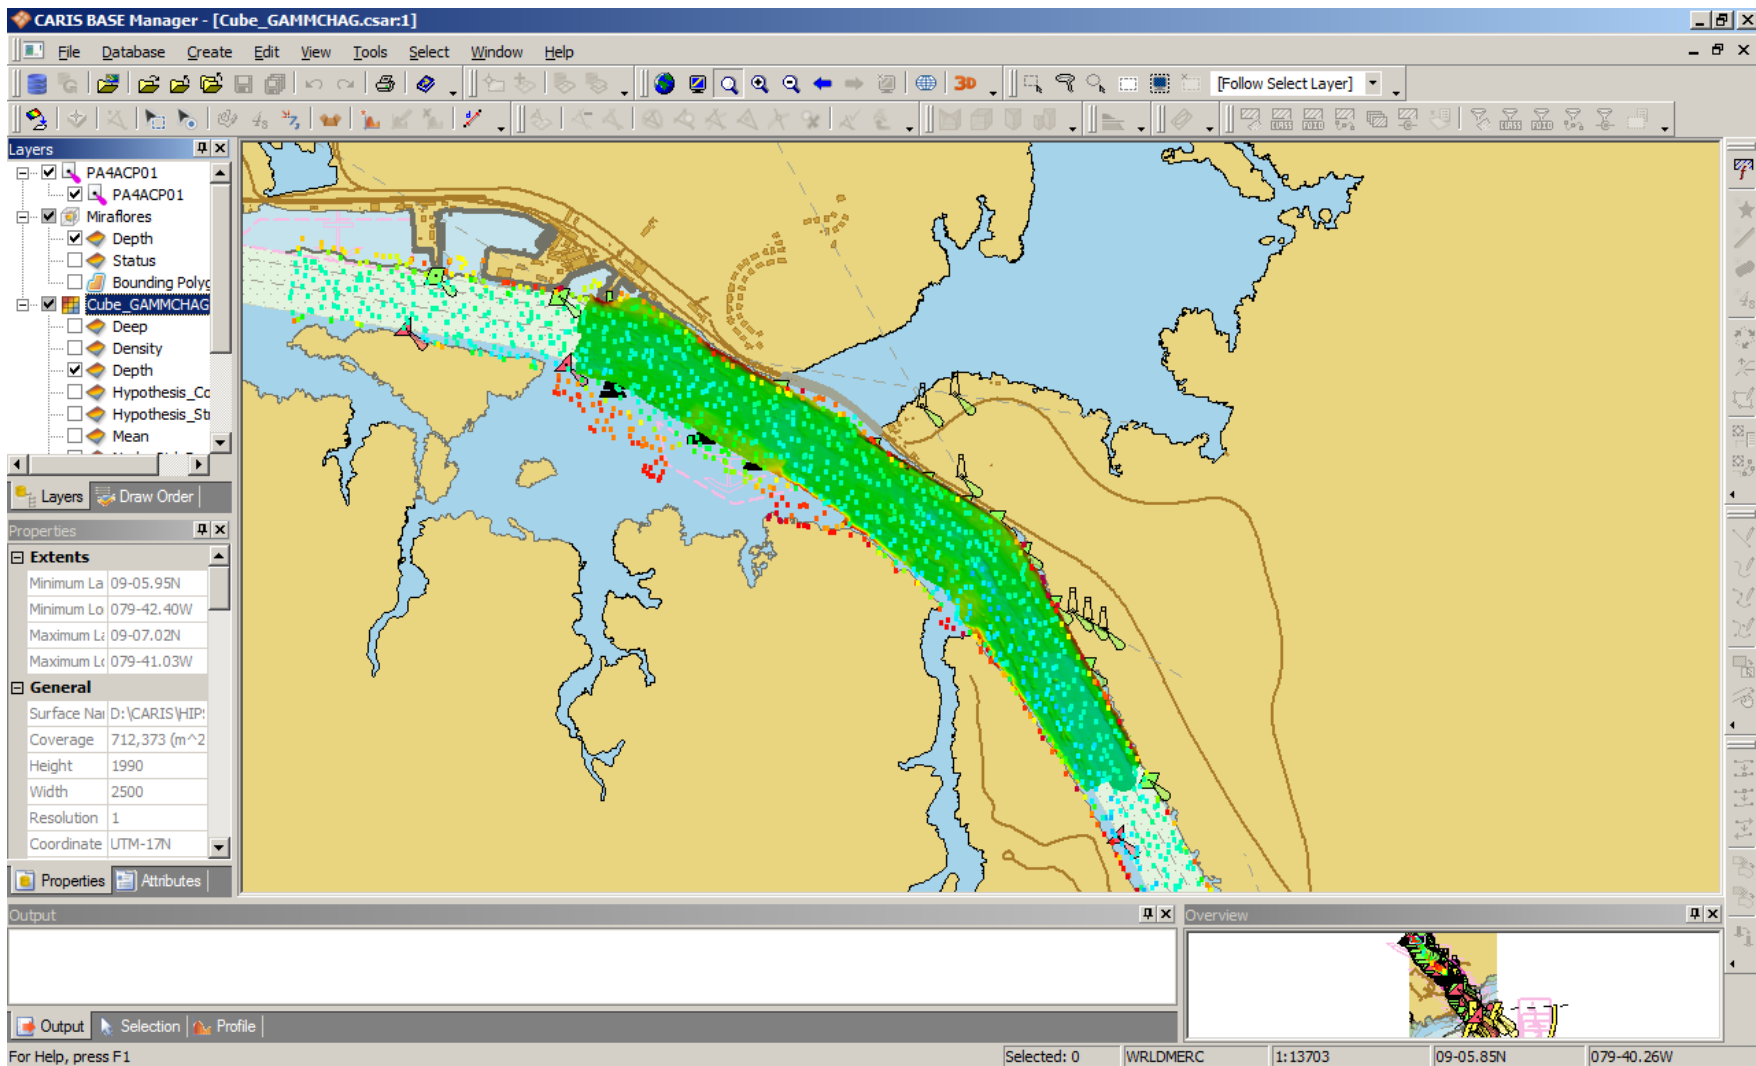 CARIS BASE Manager - [Cube_GAMMCHAG.csar:1]
File Database Create Edit View Tools Select Window Help
3D
[Follow Select Layer]
Layers
PA4ACP01
PA4ACP01
Miraflores
Depth
Status
Bounding Polyg
Cube_GAMMCHAG
Deep
Density
Depth
Hypothesis_Co
Hypothesis_Str
Mean
Layers Draw Order
Properties
Extents
Minimum La 09-05.95N
Minimum Lo 079-42.40W
Maximum La 09-07.02N
Maximum Lo 079-41.03W
General
Surface Nar D:\CARIS\HIP
Coverage 712,373 (m^2
Height 1990
Width 2500
Resolution 1
Coordinate UTM-17N
Properties Attributes
Output
Overview
Output Selection Profile
For Help, press F1
Selected: 0 WRLDMERC 1:13703 09-05.85N 079-40.26W